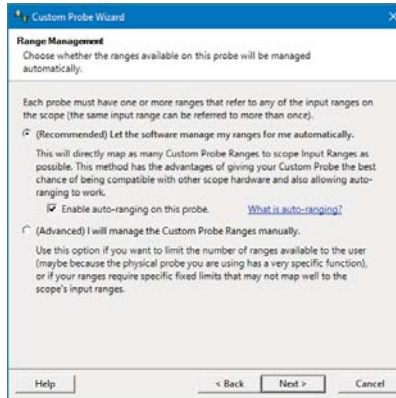 Custom Probe Wizard
Range Management
Choose whether the ranges available on this probe will be managed
automatically.
Each probe must have one or more ranges that refer to any of the input ranges on
the scope (the same input range can be referred to more than once).
(Recommended) Let the software manage my ranges for me automatically.
This will directly map as many Custom Probe Ranges to scope Input Ranges as
possible. This method has the advantages of giving your Custom Probe the best
chance of being compatible with other scope hardware and also allowing auto-
ranging to work.
Enable auto-ranging on this probe. What is auto-ranging?
(Advanced) I will manage the Custom Probe Ranges manually.
Use this option if you want to limit the number of ranges available to the user
(maybe because the physical probe you are using has a very specific function),
or if your ranges require specific fixed limits that may not map well to the
scope's input ranges.
Help < Back Next > Cancel